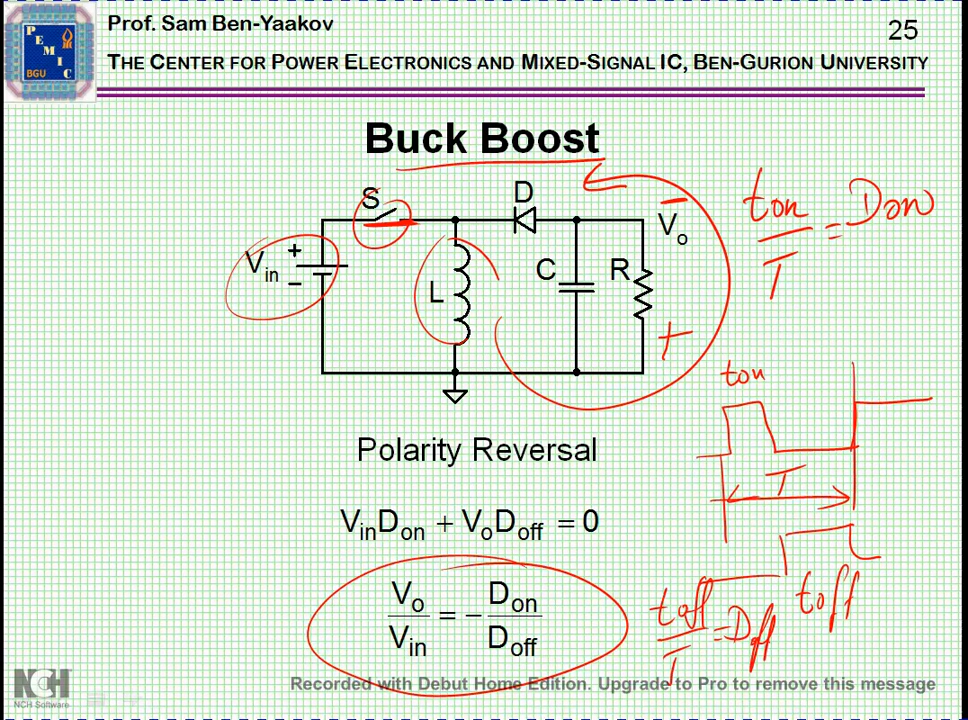 Prof. Sam Ben-Yaakov
25
PEMIC
BGU
THE CENTER FOR POWER ELECTRONICS AND MIXED-SIGNAL IC, BEN-GURION UNIVERSITY
Buck Boost
S
D
Vin
+
−
L
C
R
−
Vo
+
ton/T = Don
ton
T
toff
Polarity Reversal
VinDon + VoDoff = 0
Vo/Vin = − Don/Doff
toff/T = Doff
NCH
NCH Software
Recorded with Debut Home Edition. Upgrade to Pro to remove this message